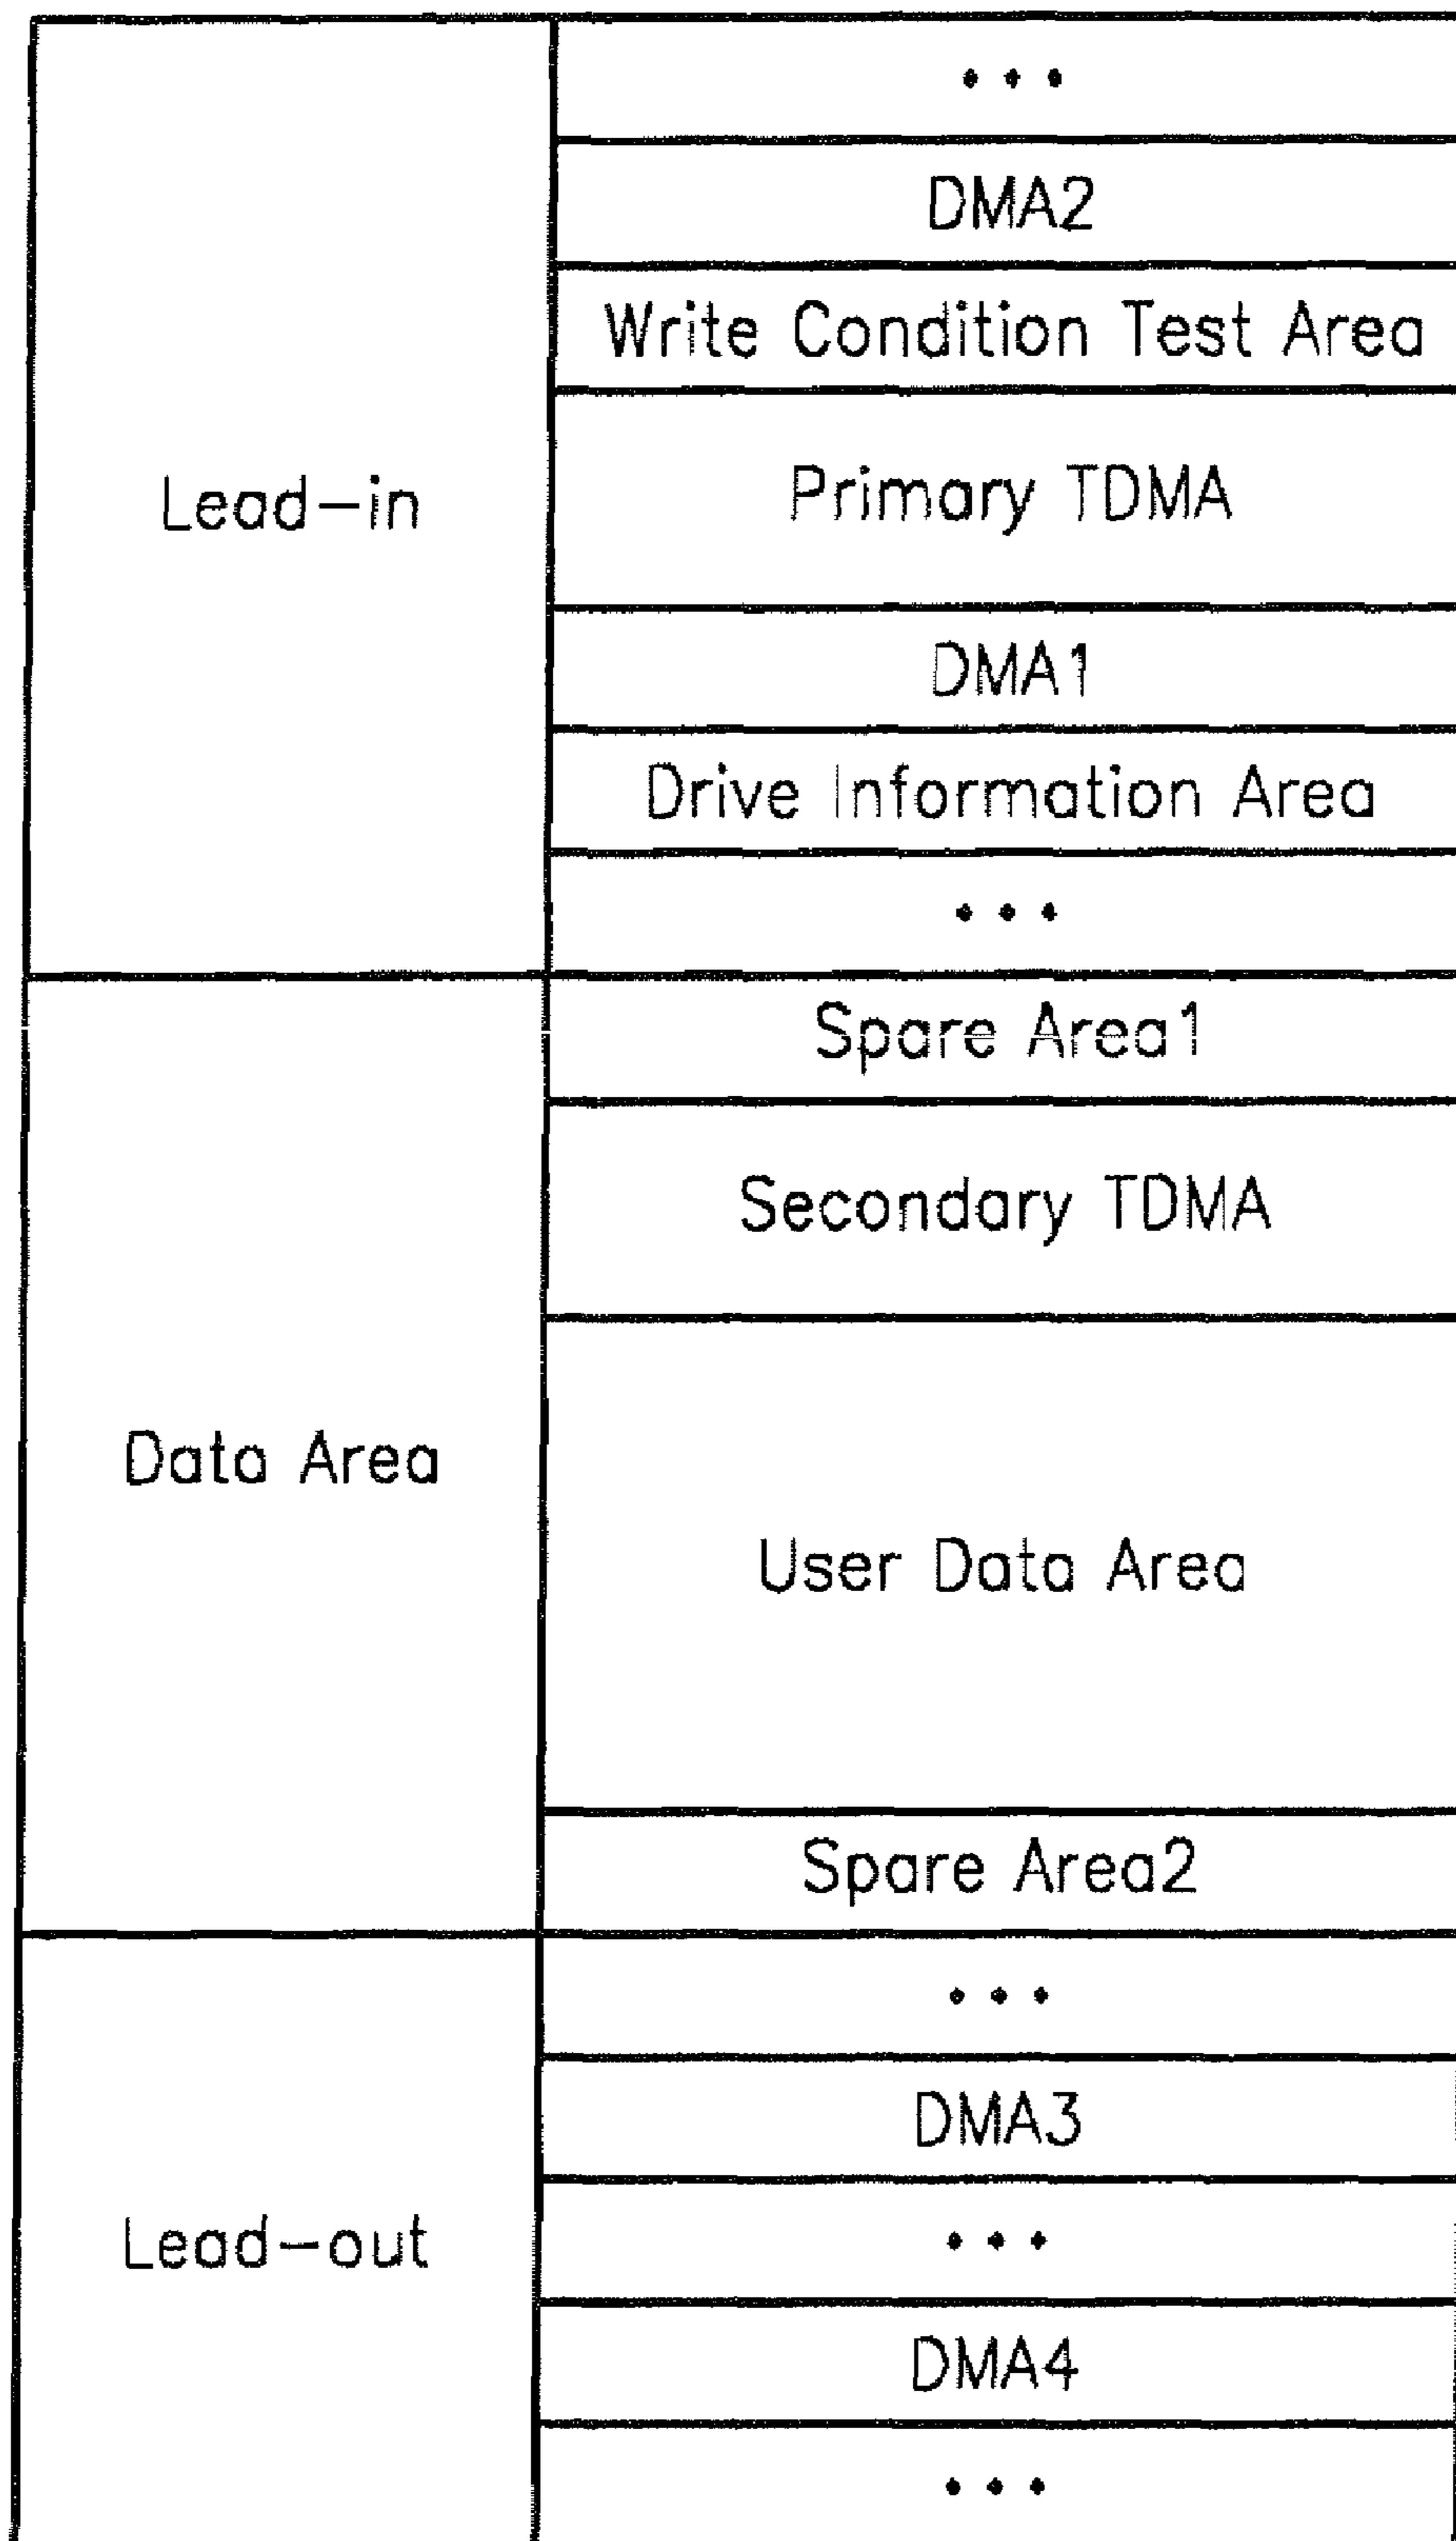 Lead-in
• • •
DMA2
Write Condition Test Area
Primary TDMA
DMA1
Drive Information Area
• • •
Data Area
Spare Area1
Secondary TDMA
User Data Area
Spare Area2
Lead-out
• • •
DMA3
• • •
DMA4
• • •